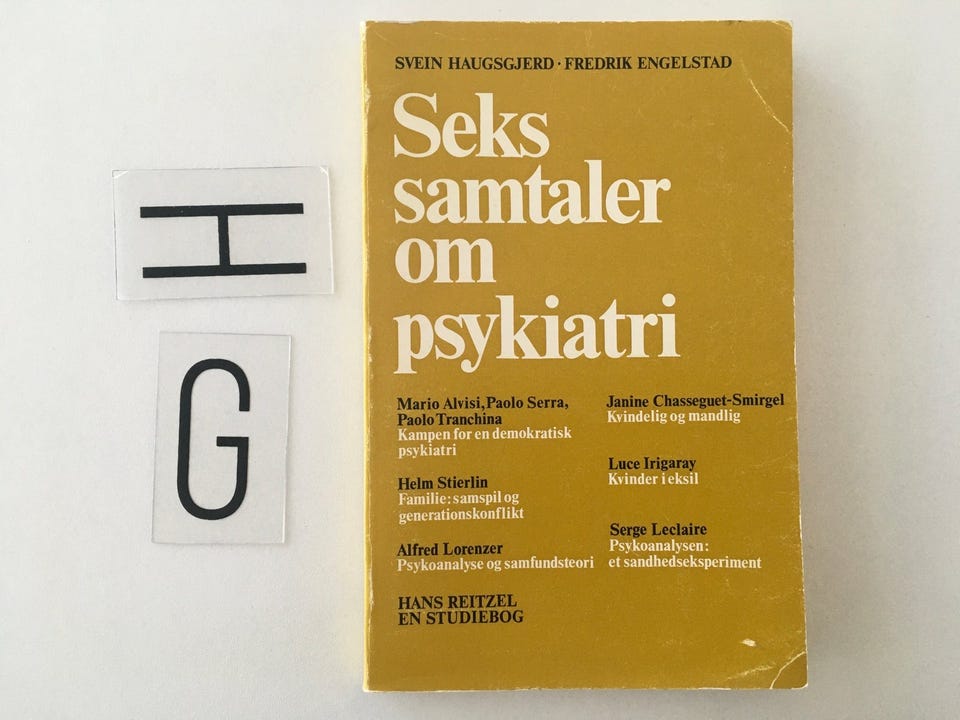 H
G
SVEIN HAUGSGJERD · FREDRIK ENGELSTAD
Seks
samtaler
om
psykiatri
Mario Alvisi, Paolo Serra,
Paolo Tranchina
Kampen for en demokratisk
psykiatri
Helm Stierlin
Familie: samspil og
generationskonflikt
Alfred Lorenzer
Psykoanalyse og samfundsteori
Janine Chasseguet-Smirgel
Kvindelig og mandlig
Luce Irigaray
Kvinder i eksil
Serge Leclaire
Psykoanalysen:
et sandhedseksperiment
HANS REITZEL
EN STUDIEBOG